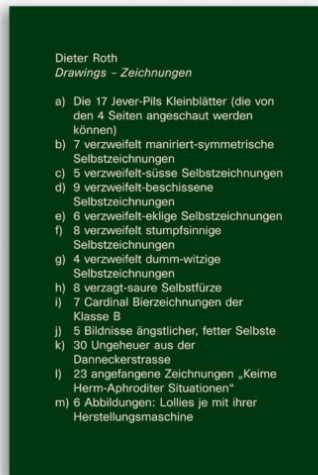 Dieter Roth
Drawings – Zeichnungen
a) Die 17 Jever-Pils Kleinblätter (die von
den 4 Seiten angeschaut werden
können)
b) 7 verzweifelt maniriert-symmetrische
Selbstzeichnungen
c) 5 verzweifelt-süsse Selbstzeichnungen
d) 9 verzweifelt-beschissene
Selbstzeichnungen
e) 6 verzweifelt-eklige Selbstzeichnungen
f) 8 verzweifelt stumpfsinnige
Selbstzeichnungen
g) 4 verzweifelt dumm-witzige
Selbstzeichnungen
h) 8 verzagt-saure Selbstfürze
i) 7 Cardinal Bierzeichnungen der
Klasse B
j) 5 Bildnisse ängstlicher, fetter Selbste
k) 30 Ungeheuer aus der
Danneckerstrasse
l) 23 angefangene Zeichnungen „Keime
Herm-Aphroditer Situationen“
m) 6 Abbildungen: Lollies je mit ihrer
Herstellungsmaschine